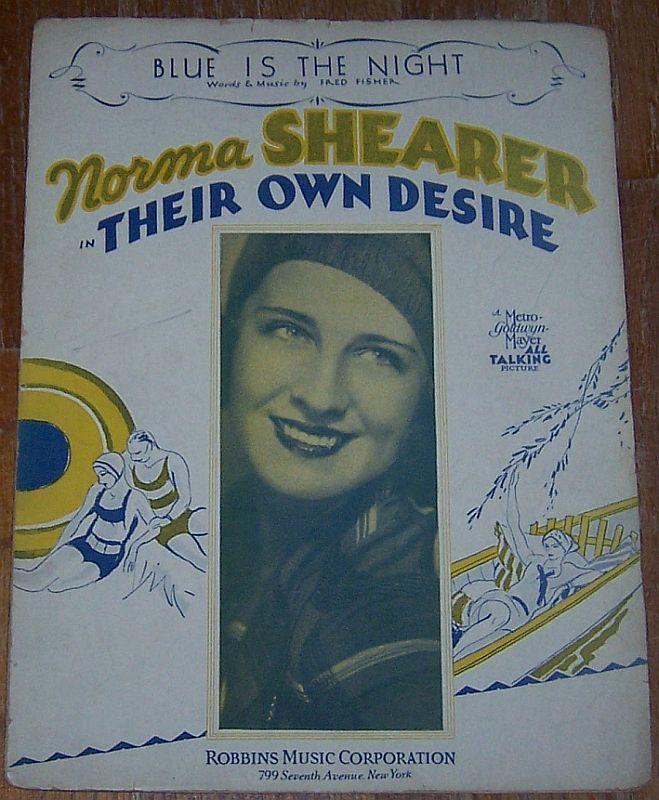 BLUE IS THE NIGHT
Words & Music by FRED FISHER
Norma SHEARER
IN THEIR OWN DESIRE
A Metro-
Goldwyn-
Mayer
ALL
TALKING
PICTURE
ROBBINS MUSIC CORPORATION
799 Seventh Avenue. New York